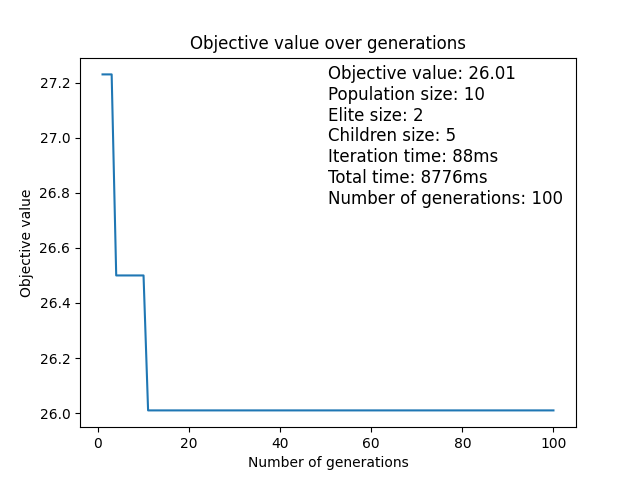 Objective value over generations
Objective value: 26.01
Population size: 10
Elite size: 2
Children size: 5
Iteration time: 88ms
Total time: 8776ms
Number of generations: 100
Objective value
27.2
27.0
26.8
26.6
26.4
26.2
26.0
0 20 40 60 80 100
Number of generations